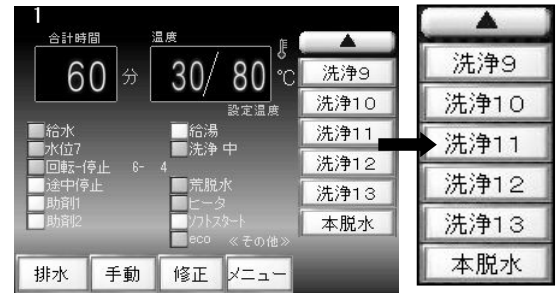 1
合計時間
温度
60 分
30/ 80 ℃
設定温度
給水
給湯
水位7
洗浄 中
回転-停止 6- 4
途中停止
荒脱水
助剤1
ヒータ
助剤2
ソフトスタート
eco ≪その他≫
排水
手動
修正
メニュー
▲
洗浄9
洗浄10
洗浄11
洗浄12
洗浄13
本脱水
▲
洗浄9
洗浄10
洗浄11
洗浄12
洗浄13
本脱水